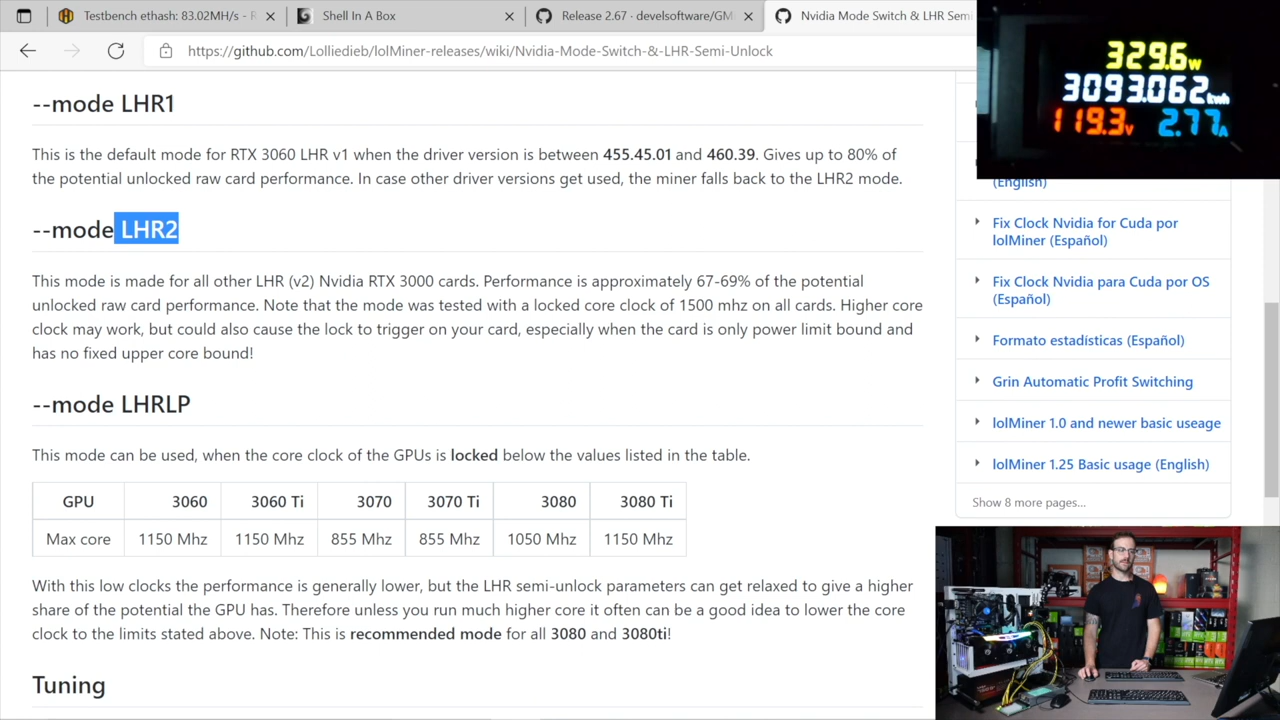 Testbench ethash: 83.02MH/s - R
Shell In A Box
Release 2.67 · develsoftware/GM
Nvidia Mode Switch & LHR Semi
https://github.com/Lolliedieb/lolMiner-releases/wiki/Nvidia-Mode-Switch-&-LHR-Semi-Unlock
329.6w
3093.062kwh
119.3v 2.77A
--mode LHR1
This is the default mode for RTX 3060 LHR v1 when the driver version is between 455.45.01 and 460.39. Gives up to 80% of
the potential unlocked raw card performance. In case other driver versions get used, the miner falls back to the LHR2 mode.
--mode LHR2
This mode is made for all other LHR (v2) Nvidia RTX 3000 cards. Performance is approximately 67-69% of the potential
unlocked raw card performance. Note that the mode was tested with a locked core clock of 1500 mhz on all cards. Higher core
clock may work, but could also cause the lock to trigger on your card, especially when the card is only power limit bound and
has no fixed upper core bound!
--mode LHRLP
This mode can be used, when the core clock of the GPUs is locked below the values listed in the table.
GPU 3060 3060 Ti 3070 3070 Ti 3080 3080 Ti
Max core 1150 Mhz 1150 Mhz 855 Mhz 855 Mhz 1050 Mhz 1150 Mhz
With this low clocks the performance is generally lower, but the LHR semi-unlock parameters can get relaxed to give a higher
share of the potential the GPU has. Therefore unless you run much higher core it often can be a good idea to lower the core
clock to the limits stated above. Note: This is recommended mode for all 3080 and 3080ti!
Tuning
(English)
Fix Clock Nvidia for Cuda por
lolMiner (Español)
Fix Clock Nvidia para Cuda por OS
(Español)
Formato estadísticas (Español)
Grin Automatic Profit Switching
lolMiner 1.0 and newer basic useage
lolMiner 1.25 Basic usage (English)
Show 8 more pages...